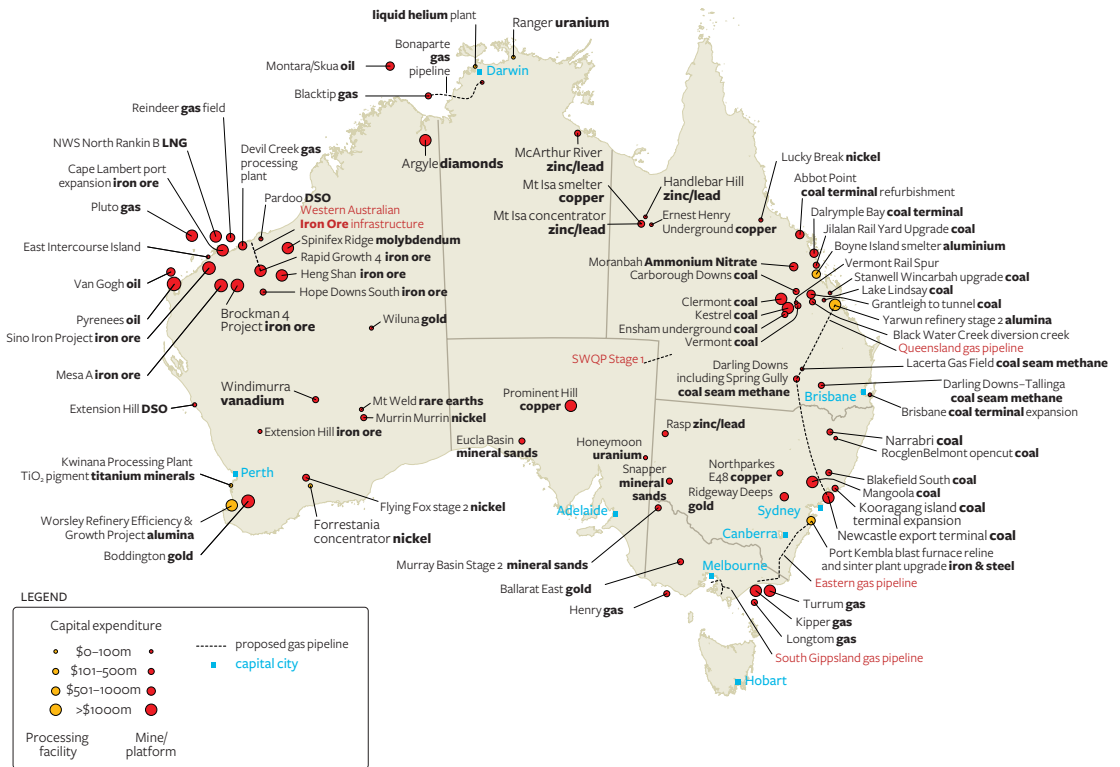 liquid helium plant
Ranger uranium
Bonaparte
gas
pipeline
Montara/Skua oil
Darwin
Blacktip gas
Reindeer gas field
NWS North Rankin B LNG
Devil Creek gas
processing
plant
Cape Lambert port
expansion iron ore
Pluto gas
Pardoo DSO
Western Australian
Iron Ore infrastructure
East Intercourse Island
Spinifex Ridge molybdenum
Rapid Growth 4 iron ore
Van Gogh oil
Heng Shan iron ore
Hope Downs South iron ore
Pyrenees oil
Brockman 4
Project iron ore
Sino Iron Project iron ore
Wiluna gold
Mesa A iron ore
Argyle diamonds
McArthur River
zinc/lead
Mt Isa smelter
copper
Handlebar Hill
zinc/lead
Mt Isa concentrator
zinc/lead
Ernest Henry
Underground copper
Lucky Break nickel
Abbot Point
coal terminal refurbishment
Dalrymple Bay coal terminal
Jilalan Rail Yard Upgrade coal
Boyne Island smelter aluminium
Moranbah Ammonium Nitrate
Vermont Rail Spur
Carborough Downs coal
Stanwell Wincarbah upgrade coal
Lake Lindsay coal
Clermont coal
Grantleigh to tunnel coal
Kestrel coal
Yarwun refinery stage 2 alumina
Ensham underground coal
Black Water Creek diversion creek
Vermont coal
Queensland gas pipeline
SWQP Stage 1
Lacerta Gas Field coal seam methane
Darling Downs
including Spring Gully
coal seam methane
Darling Downs–Tallinga
coal seam methane
Brisbane
Brisbane coal terminal expansion
Windimurra
vanadium
Mt Weld rare earths
Murrin Murrin nickel
Extension Hill DSO
Extension Hill iron ore
Prominent Hill
copper
Eucla Basin
mineral sands
Rasp zinc/lead
Honeymoon
uranium
Snapper
mineral
sands
Narrabri coal
RocglenBelmont opencut coal
Northparkes
E48 copper
Ridgeway Deeps
gold
Blakefield South coal
Mangoola coal
Kooragang island coal
terminal expansion
Sydney
Newcastle export terminal coal
Kwinana Processing Plant
TiO₂ pigment titanium minerals
Perth
Worsley Refinery Efficiency &
Growth Project alumina
Boddington gold
Flying Fox stage 2 nickel
Forrestania
concentrator nickel
Adelaide
Canberra
Port Kembla blast furnace reline
and sinter plant upgrade iron & steel
Murray Basin Stage 2 mineral sands
Melbourne
Eastern gas pipeline
Ballarat East gold
Henry gas
Turrum gas
Kipper gas
Longtom gas
South Gippsland gas pipeline
Hobart
LEGEND
Capital expenditure
$0–100m
$101–500m
$501–1000m
>$1000m
Processing
facility
Mine/
platform
proposed gas pipeline
capital city